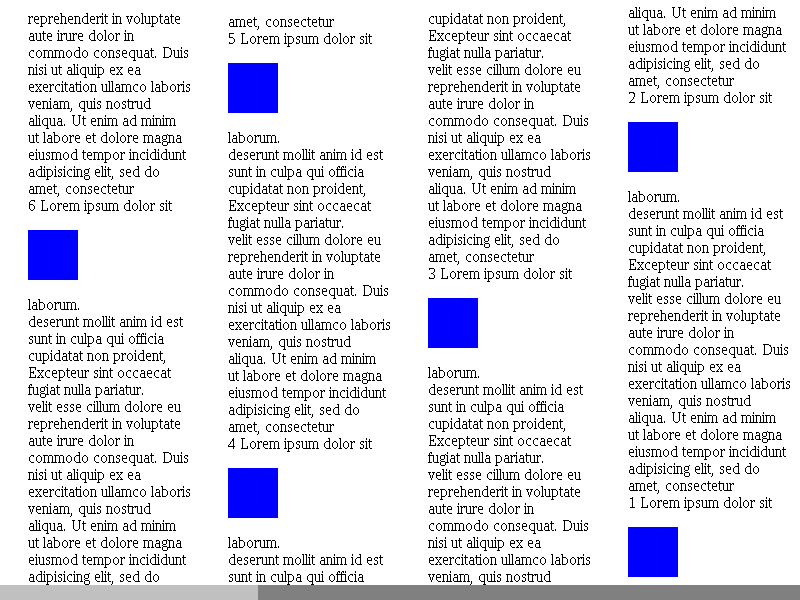 reprehenderit in voluptate
aute irure dolor in
commodo consequat. Duis
nisi ut aliquip ex ea
exercitation ullamco laboris
veniam, quis nostrud
aliqua. Ut enim ad minim
ut labore et dolore magna
eiusmod tempor incididunt
adipisicing elit, sed do
amet, consectetur
6 Lorem ipsum dolor sit
laborum.
deserunt mollit anim id est
sunt in culpa qui officia
cupidatat non proident,
Excepteur sint occaecat
fugiat nulla pariatur.
velit esse cillum dolore eu
reprehenderit in voluptate
aute irure dolor in
commodo consequat. Duis
nisi ut aliquip ex ea
exercitation ullamco laboris
veniam, quis nostrud
aliqua. Ut enim ad minim
ut labore et dolore magna
eiusmod tempor incididunt
adipisicing elit, sed do
amet, consectetur
5 Lorem ipsum dolor sit
laborum.
deserunt mollit anim id est
sunt in culpa qui officia
cupidatat non proident,
Excepteur sint occaecat
fugiat nulla pariatur.
velit esse cillum dolore eu
reprehenderit in voluptate
aute irure dolor in
commodo consequat. Duis
nisi ut aliquip ex ea
exercitation ullamco laboris
veniam, quis nostrud
aliqua. Ut enim ad minim
ut labore et dolore magna
eiusmod tempor incididunt
adipisicing elit, sed do
amet, consectetur
4 Lorem ipsum dolor sit
laborum.
deserunt mollit anim id est
sunt in culpa qui officia
cupidatat non proident,
Excepteur sint occaecat
fugiat nulla pariatur.
velit esse cillum dolore eu
reprehenderit in voluptate
aute irure dolor in
commodo consequat. Duis
nisi ut aliquip ex ea
exercitation ullamco laboris
veniam, quis nostrud
aliqua. Ut enim ad minim
ut labore et dolore magna
eiusmod tempor incididunt
adipisicing elit, sed do
amet, consectetur
3 Lorem ipsum dolor sit
laborum.
deserunt mollit anim id est
sunt in culpa qui officia
cupidatat non proident,
Excepteur sint occaecat
fugiat nulla pariatur.
velit esse cillum dolore eu
reprehenderit in voluptate
aute irure dolor in
commodo consequat. Duis
nisi ut aliquip ex ea
exercitation ullamco laboris
veniam, quis nostrud
aliqua. Ut enim ad minim
ut labore et dolore magna
eiusmod tempor incididunt
adipisicing elit, sed do
amet, consectetur
2 Lorem ipsum dolor sit
laborum.
deserunt mollit anim id est
sunt in culpa qui officia
cupidatat non proident,
Excepteur sint occaecat
fugiat nulla pariatur.
velit esse cillum dolore eu
reprehenderit in voluptate
aute irure dolor in
commodo consequat. Duis
nisi ut aliquip ex ea
exercitation ullamco laboris
veniam, quis nostrud
aliqua. Ut enim ad minim
ut labore et dolore magna
eiusmod tempor incididunt
adipisicing elit, sed do
amet, consectetur
1 Lorem ipsum dolor sit